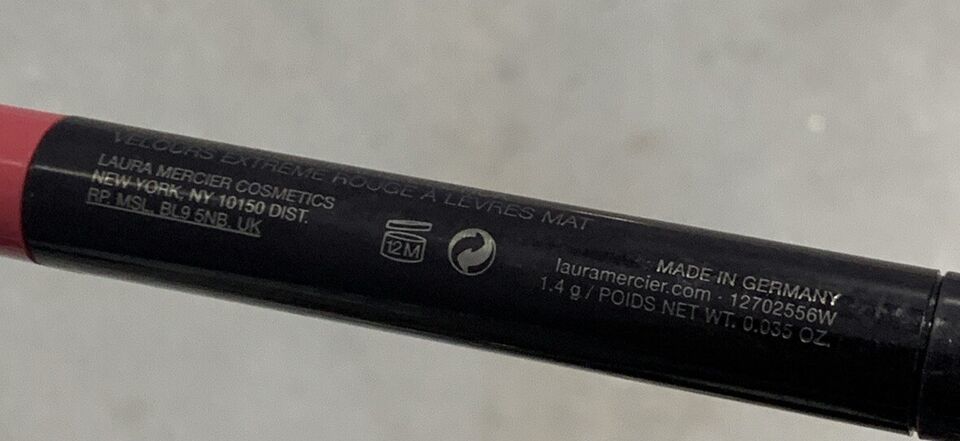 VELOURS EXTREME ROUGE À LÈVRES MAT
LAURA MERCIER COSMETICS
NEW YORK, NY 10150 DIST.
RP MSL, BL9 5NB, UK
12M
MADE IN GERMANY
lauramercier.com · 12702556W
1.4 g / POIDS NET WT. 0.035 OZ.